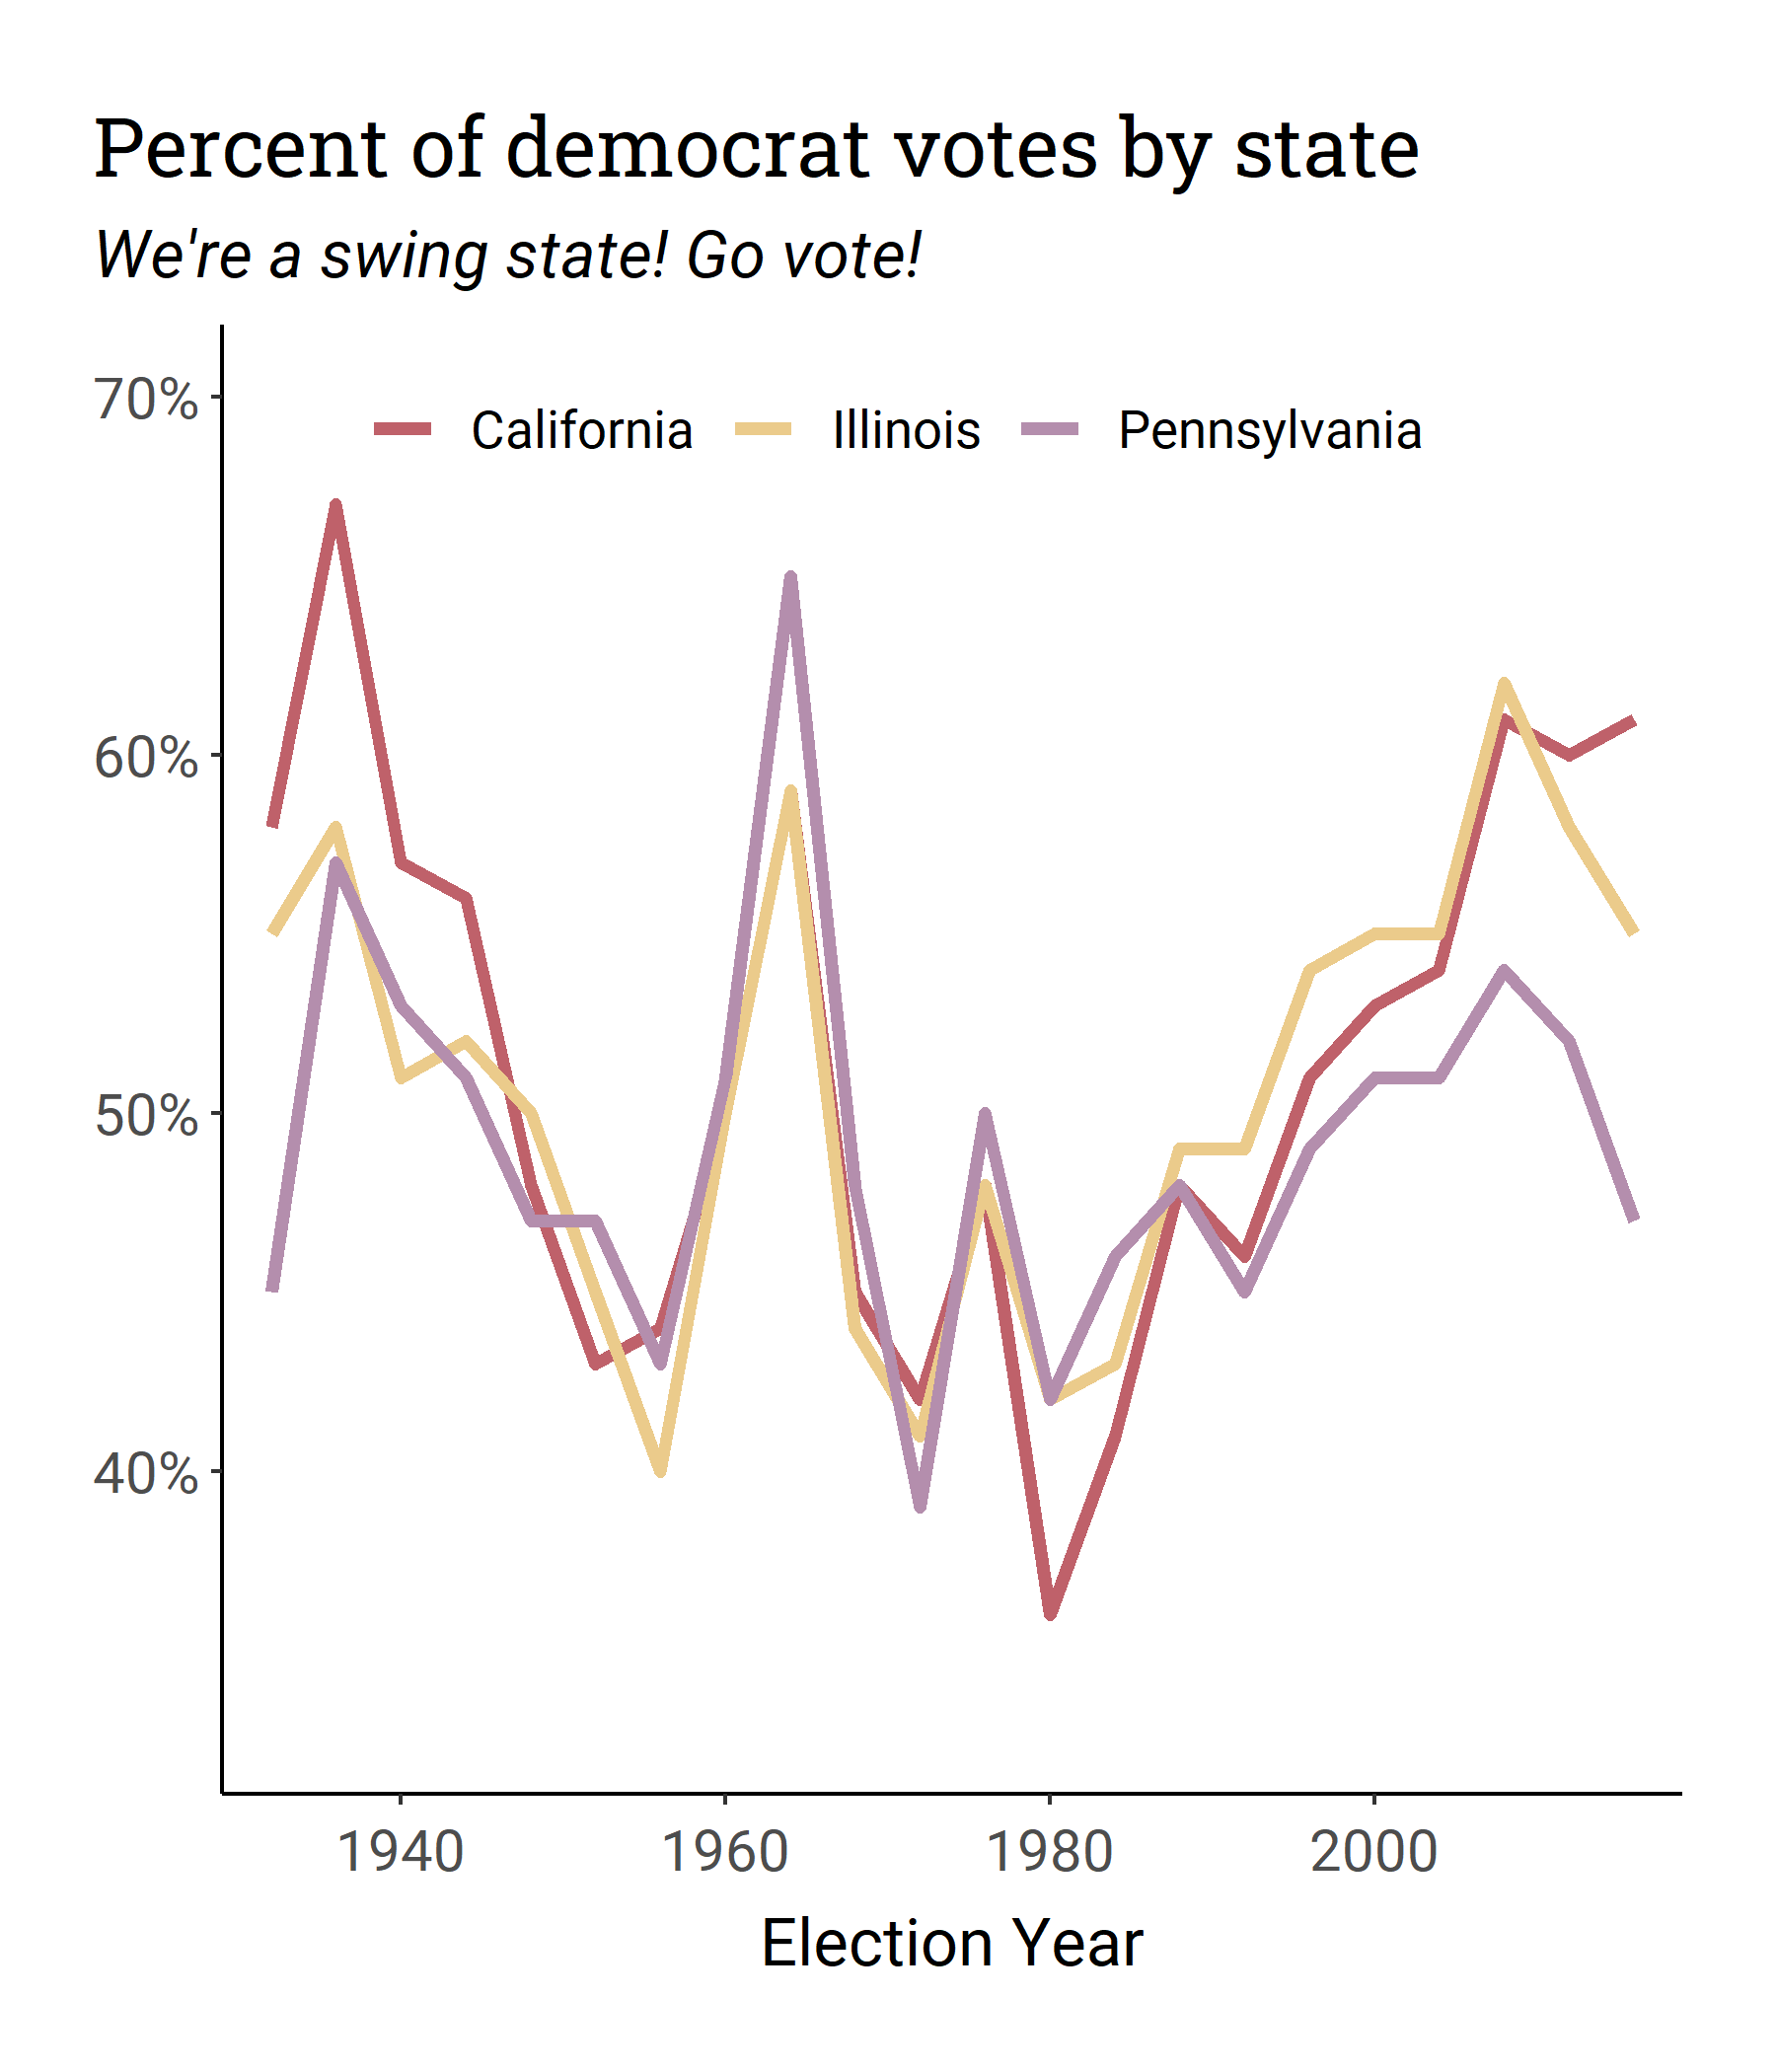 Percent of democrat votes by state
We're a swing state! Go vote!
70%
California Illinois Pennsylvania
60%
50%
40%
1940 1960 1980 2000
Election Year